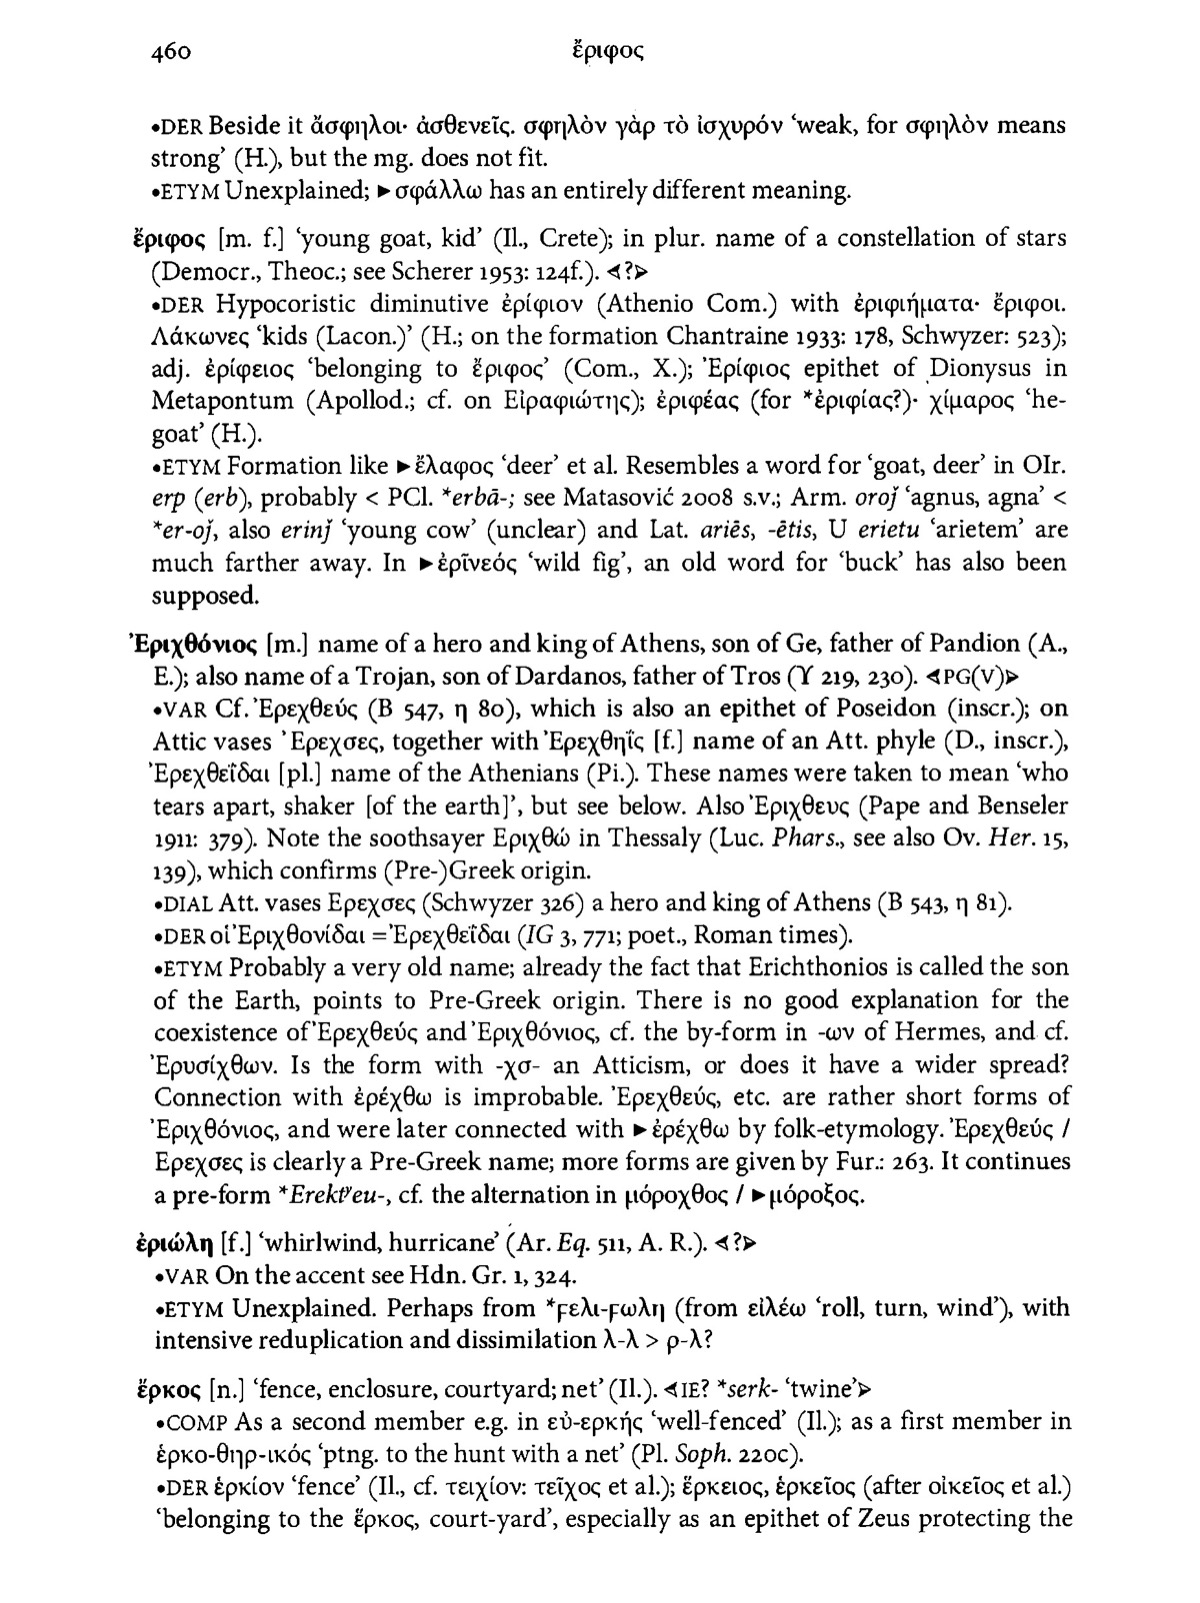 460
ἔριφος
•DER Beside it ἄσφηλοι· ἀσθενεῖς. σφηλὸν γὰρ τὸ ἰσχυρόν ‘weak, for σφηλὸν means
strong’ (H.), but the mg. does not fit.
•ETYM Unexplained; ►σφάλλω has an entirely different meaning.
ἔριφος [m. f.] ‘young goat, kid’ (Il., Crete); in plur. name of a constellation of stars
(Democr., Theoc.; see Scherer 1953: 124f.). ⊲?⊳
•DER Hypocoristic diminutive ἐρίφιον (Athenio Com.) with ἐριφιήματα· ἔριφοι.
Λάκωνες ‘kids (Lacon.)’ (H.; on the formation Chantraine 1933: 178, Schwyzer: 523);
adj. ἐρίφειος ‘belonging to ἔριφος’ (Com., X.); Ἐρίφιος epithet of Dionysus in
Metapontum (Apollod.; cf. on Εἰραφιώτης); ἐριφέας (for *ἐριφίας?)· χίμαρος ‘he-
goat’ (H.).
•ETYM Formation like ►ἔλαφος ‘deer’ et al. Resembles a word for ‘goat, deer’ in OIr.
erp (erb), probably < PCl. *erbā-; see Matasović 2008 s.v.; Arm. oroǰ ‘agnus, agna’ <
*er-oǰ, also erinǰ ‘young cow’ (unclear) and Lat. ariēs, -ētis, U erietu ‘arietem’ are
much farther away. In ►ἐρῑνεός ‘wild fig’, an old word for ‘buck’ has also been
supposed.
Ἐριχθόνιος [m.] name of a hero and king of Athens, son of Ge, father of Pandion (A.,
E.); also name of a Trojan, son of Dardanos, father of Tros (Υ 219, 230). ⊲PG(V)⊳
•VAR Cf. Ἐρεχθεύς (Β 547, η 80), which is also an epithet of Poseidon (inscr.); on
Attic vases Ἐρεχσες, together with Ἐρεχθηΐς [f.] name of an Att. phyle (D., inscr.),
Ἐρεχθεΐδαι [pl.] name of the Athenians (Pi.). These names were taken to mean ‘who
tears apart, shaker [of the earth]’, but see below. Also Ἐριχθευς (Pape and Benseler
1911: 379). Note the soothsayer Εριχθώ in Thessaly (Luc. Phars., see also Ov. Her. 15,
139), which confirms (Pre-)Greek origin.
•DIAL Att. vases Ερεχσες (Schwyzer 326) a hero and king of Athens (Β 543, η 81).
•DER οἱ Ἐριχθονίδαι = Ἐρεχθεΐδαι (IG 3, 771; poet., Roman times).
•ETYM Probably a very old name; already the fact that Erichthonios is called the son
of the Earth, points to Pre-Greek origin. There is no good explanation for the
coexistence of Ἐρεχθεύς and Ἐριχθόνιος, cf. the by-form in -ων of Hermes, and cf.
Ἐρυσίχθων. Is the form with -χσ- an Atticism, or does it have a wider spread?
Connection with ἐρέχθω is improbable. Ἐρεχθεύς, etc. are rather short forms of
Ἐριχθόνιος, and were later connected with ►ἐρέχθω by folk-etymology. Ἐρεχθεύς /
Ερεχσες is clearly a Pre-Greek name; more forms are given by Fur.: 263. It continues
a pre-form *Erektʸeu-, cf. the alternation in μόροχθος / ►μόροξος.
ἐριώλη [f.] ‘whirlwind, hurricane’ (Ar. Eq. 511, A. R.). ⊲?⊳
•VAR On the accent see Hdn. Gr. 1, 324.
•ETYM Unexplained. Perhaps from *ϝελι-ϝωλη (from εἰλέω ‘roll, turn, wind’), with
intensive reduplication and dissimilation λ-λ > ρ-λ?
ἕρκος [n.] ‘fence, enclosure, courtyard; net’ (Il.). ⊲IE? *serk- ‘twine’⊳
•COMP As a second member e.g. in εὐ-ερκής ‘well-fenced’ (Il.); as a first member in
ἑρκο-θηρ-ικός ‘ptng. to the hunt with a net’ (Pl. Soph. 220c).
•DER ἑρκίον ‘fence’ (Il., cf. τειχίον: τεῖχος et al.); ἕρκειος, ἑρκεῖος (after οἰκεῖος et al.)
‘belonging to the ἕρκος, court-yard’, especially as an epithet of Zeus protecting the